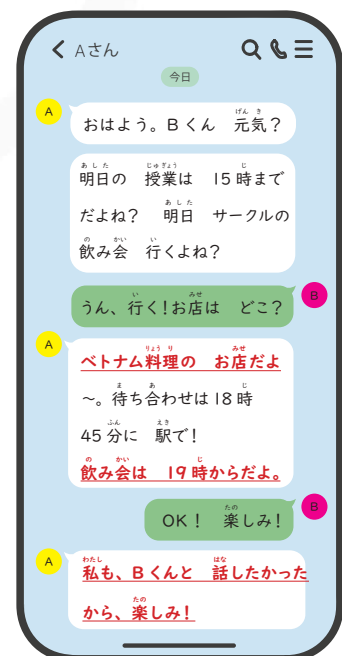 Aさん
今日
A
おはよう。Bくん 元気？
げん き
明日の 授業は 15時まで
あした じゅぎょう じ
だよね？ 明日 サークルの
あした
飲み会 行くよね？
の かい い
うん、行く!お店は どこ？
い みせ
B
A
ベトナム料理の お店だよ
りょう り みせ
～。待ち合わせは18時
ま あ じ
45分に 駅で!
ふん えき
飲み会は 19時からだよ。
の かい じ
OK! 楽しみ!
たの
B
A
私も、Bくんと 話したかった
わたし はな
から、楽しみ!
たの